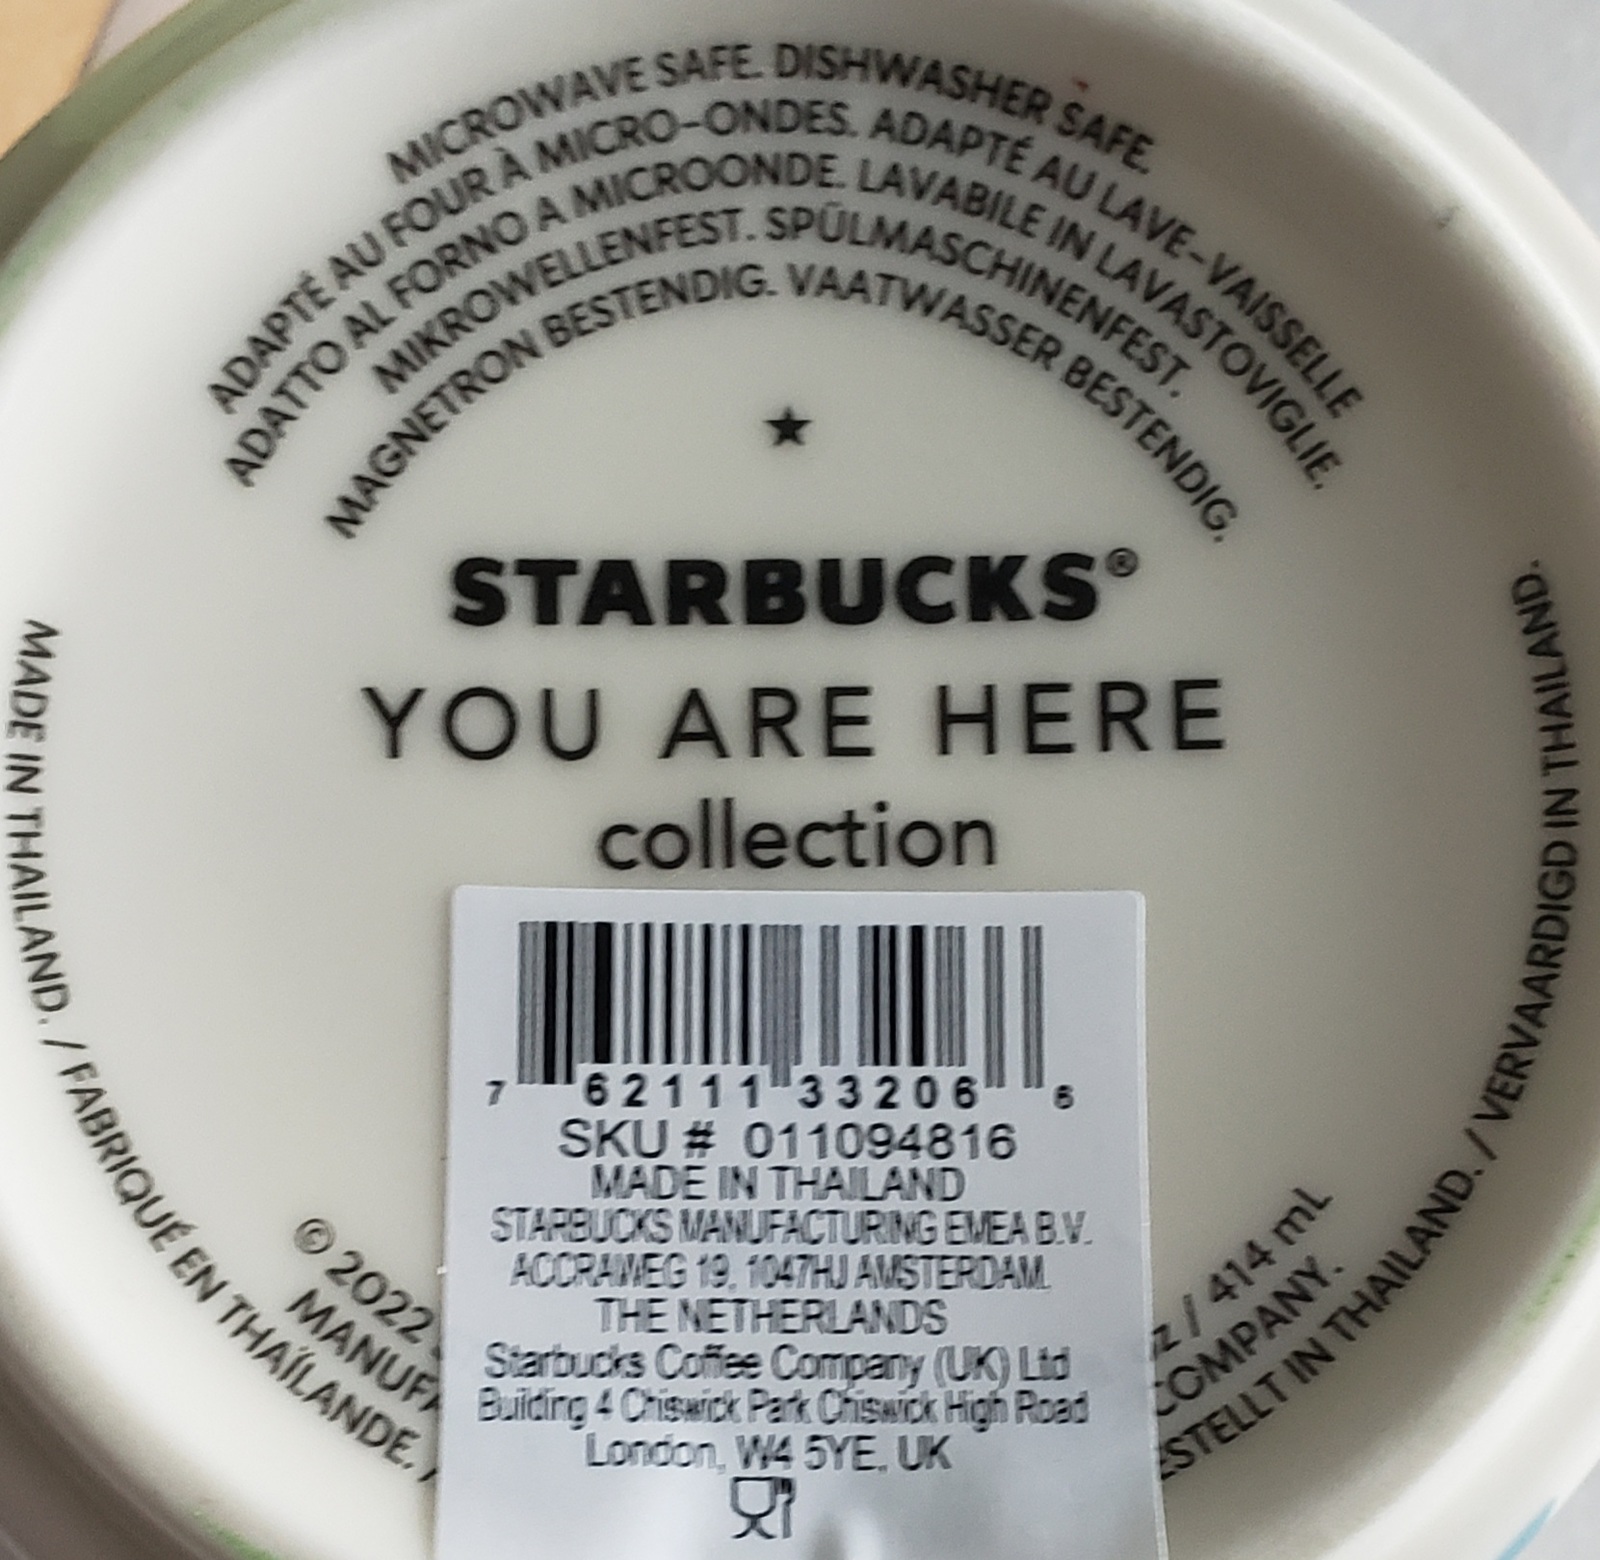 MICROWAVE SAFE. DISHWASHER SAFE.
ADAPTÉ AU FOUR À MICRO-ONDES. ADAPTÉ AU LAVE-VAISSELLE
ADATTO AL FORNO A MICROONDE. LAVABILE IN LAVASTOVIGLIE.
MIKROWELLENFEST. SPÜLMASCHINENFEST.
MAGNETRON BESTENDIG. VAATWASSER BESTENDIG.
★
STARBUCKS®
YOU ARE HERE
collection
7 62111 33206 6
SKU # 011094816
MADE IN THAILAND
STARBUCKS MANUFACTURING EMEA B.V.
ACCRAWEG 19, 1047HJ AMSTERDAM.
THE NETHERLANDS
Starbucks Coffee Company (UK) Ltd
Building 4 Chiswick Park Chiswick High Road
London, W4 5YE, UK
© 2022
z / 414 mL
MANUFA
COMPANY.
MADE IN THAILAND. / FABRIQUÉ EN THAÏLANDE. /
ESTELLT IN THAILAND. / VERVAARDIGD IN THAILAND.